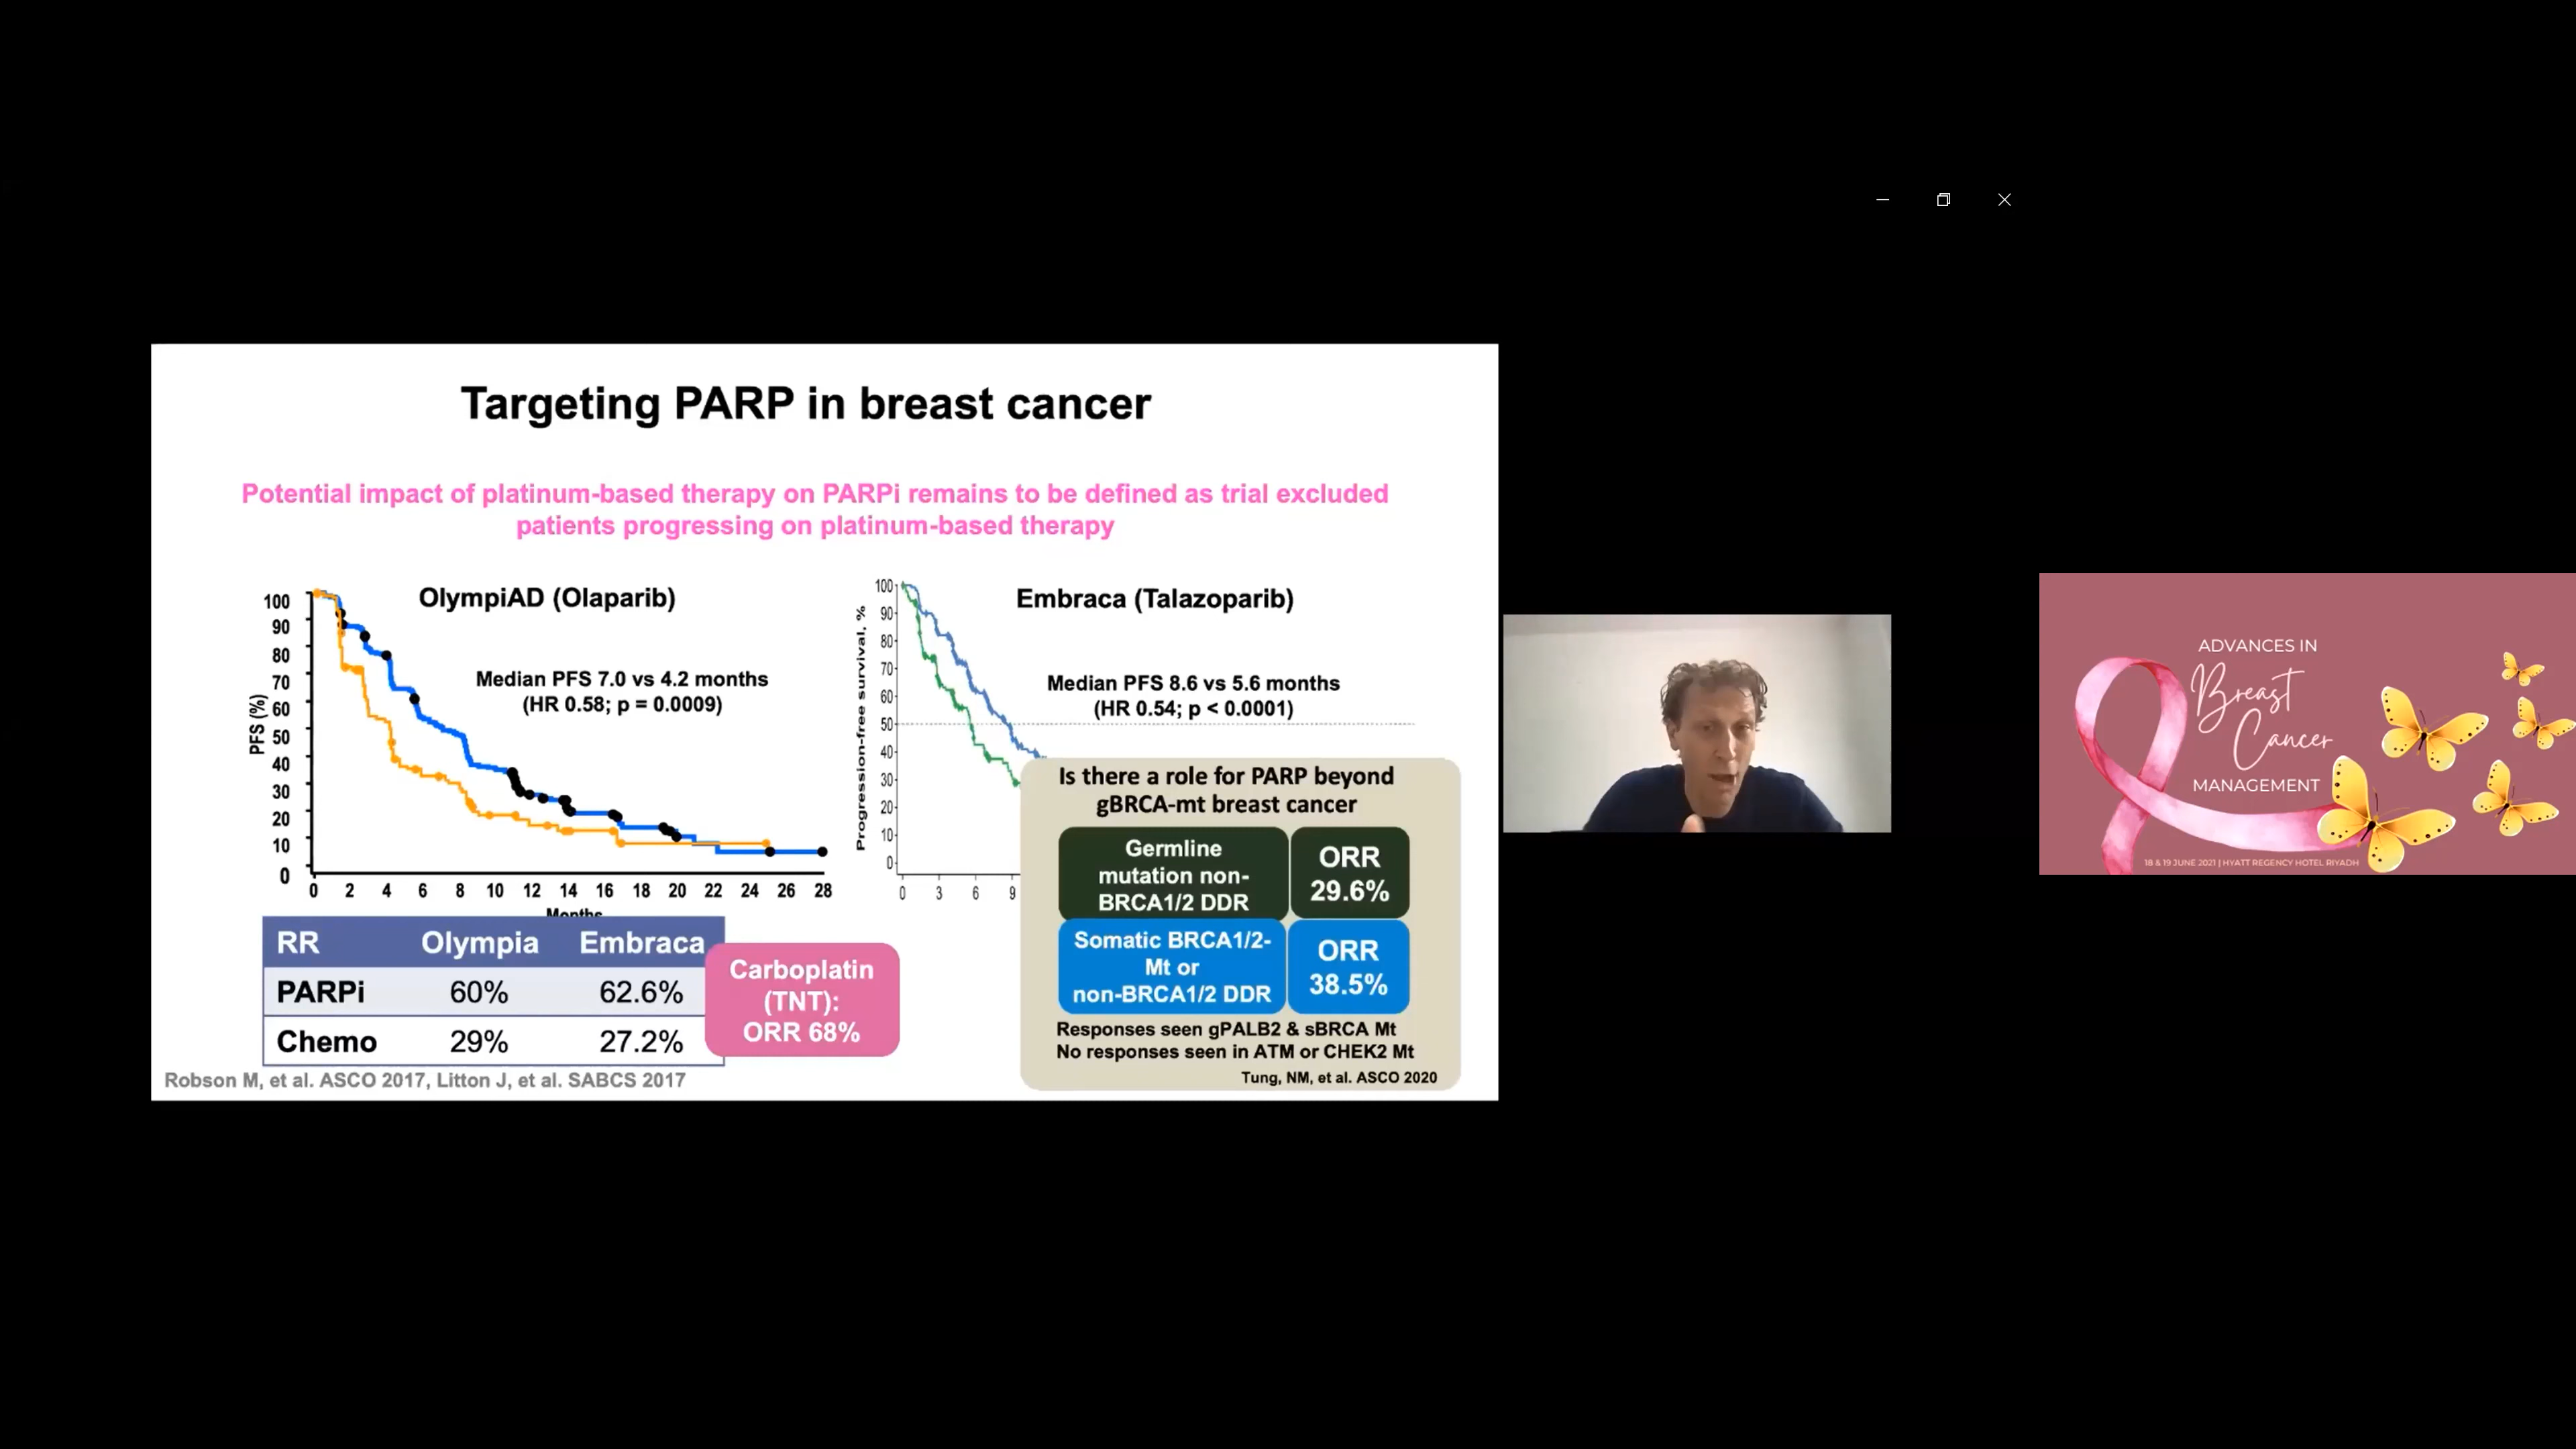 Targeting PARP in breast cancer
Potential impact of platinum-based therapy on PARPi remains to be defined as trial excluded
patients progressing on platinum-based therapy
OlympiAD (Olaparib)
Median PFS 7.0 vs 4.2 months
(HR 0.58; p = 0.0009)
PFS (%)
100
90
80
70
60
50
40
30
20
10
0
0 2 4 6 8 10 12 14 16 18 20 22 24 26 28
Months
Embraca (Talazoparib)
Median PFS 8.6 vs 5.6 months
(HR 0.54; p < 0.0001)
Progression-free survival, %
100
90
80
70
60
50
40
30
20
10
0
0 3 6 9
RR Olympia Embraca
PARPi 60% 62.6%
Chemo 29% 27.2%
Carboplatin
(TNT):
ORR 68%
Robson M, et al. ASCO 2017, Litton J, et al. SABCS 2017
Is there a role for PARP beyond
gBRCA-mt breast cancer
Germline
mutation non-
BRCA1/2 DDR
ORR
29.6%
Somatic BRCA1/2-
Mt or
non-BRCA1/2 DDR
ORR
38.5%
Responses seen gPALB2 & sBRCA Mt
No responses seen in ATM or CHEK2 Mt
Tung, NM, et al. ASCO 2020
ADVANCES IN
Breast
Cancer
MANAGEMENT
18 & 19 JUNE 2021 | HYATT REGENCY HOTEL RIYADH